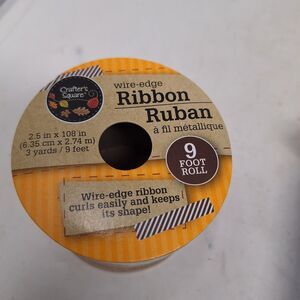 Crafter's
Square
wire-edge
Ribbon
Ruban
à fil métallique
2.5 in x 108 in
(6.35 cm x 2.74 m)
3 yards / 9 feet
9
FOOT
ROLL
Wire-edge ribbon
curls easily and keeps
its shape!